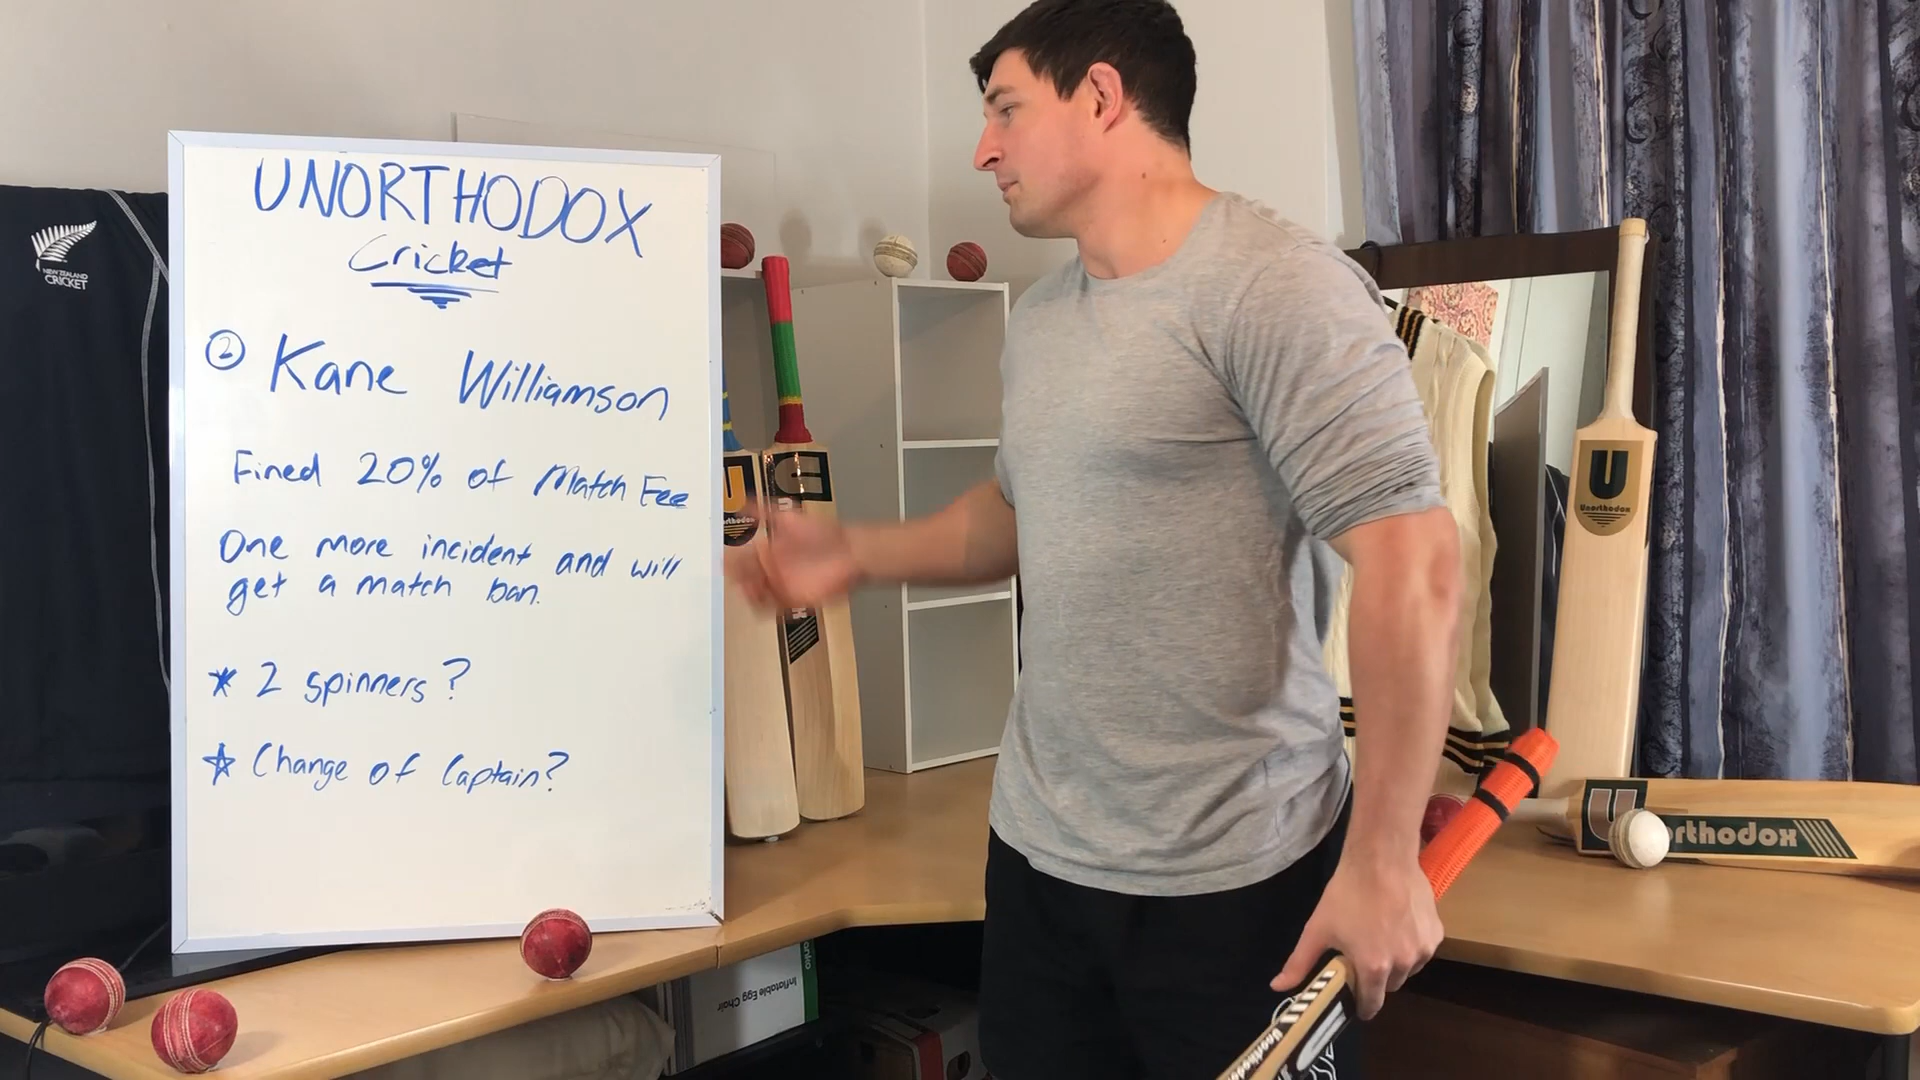 UNORTHODOX
Cricket
② Kane Williamson
Fined 20% of Match Fee
One more incident and will
get a match ban.
* 2 spinners?
☆ Change of Captain?
NEW ZEALAND
CRICKET
U
Unorthodox
U
orthodox
U
Inflatable Egg Chair
Unorthodox